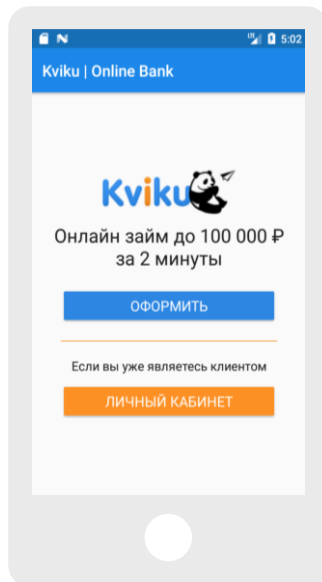 5:02
Kviku | Online Bank
Kviku
Онлайн займ до 100 000 ₽
за 2 минуты
ОФОРМИТЬ
Если вы уже являетесь клиентом
ЛИЧНЫЙ КАБИНЕТ